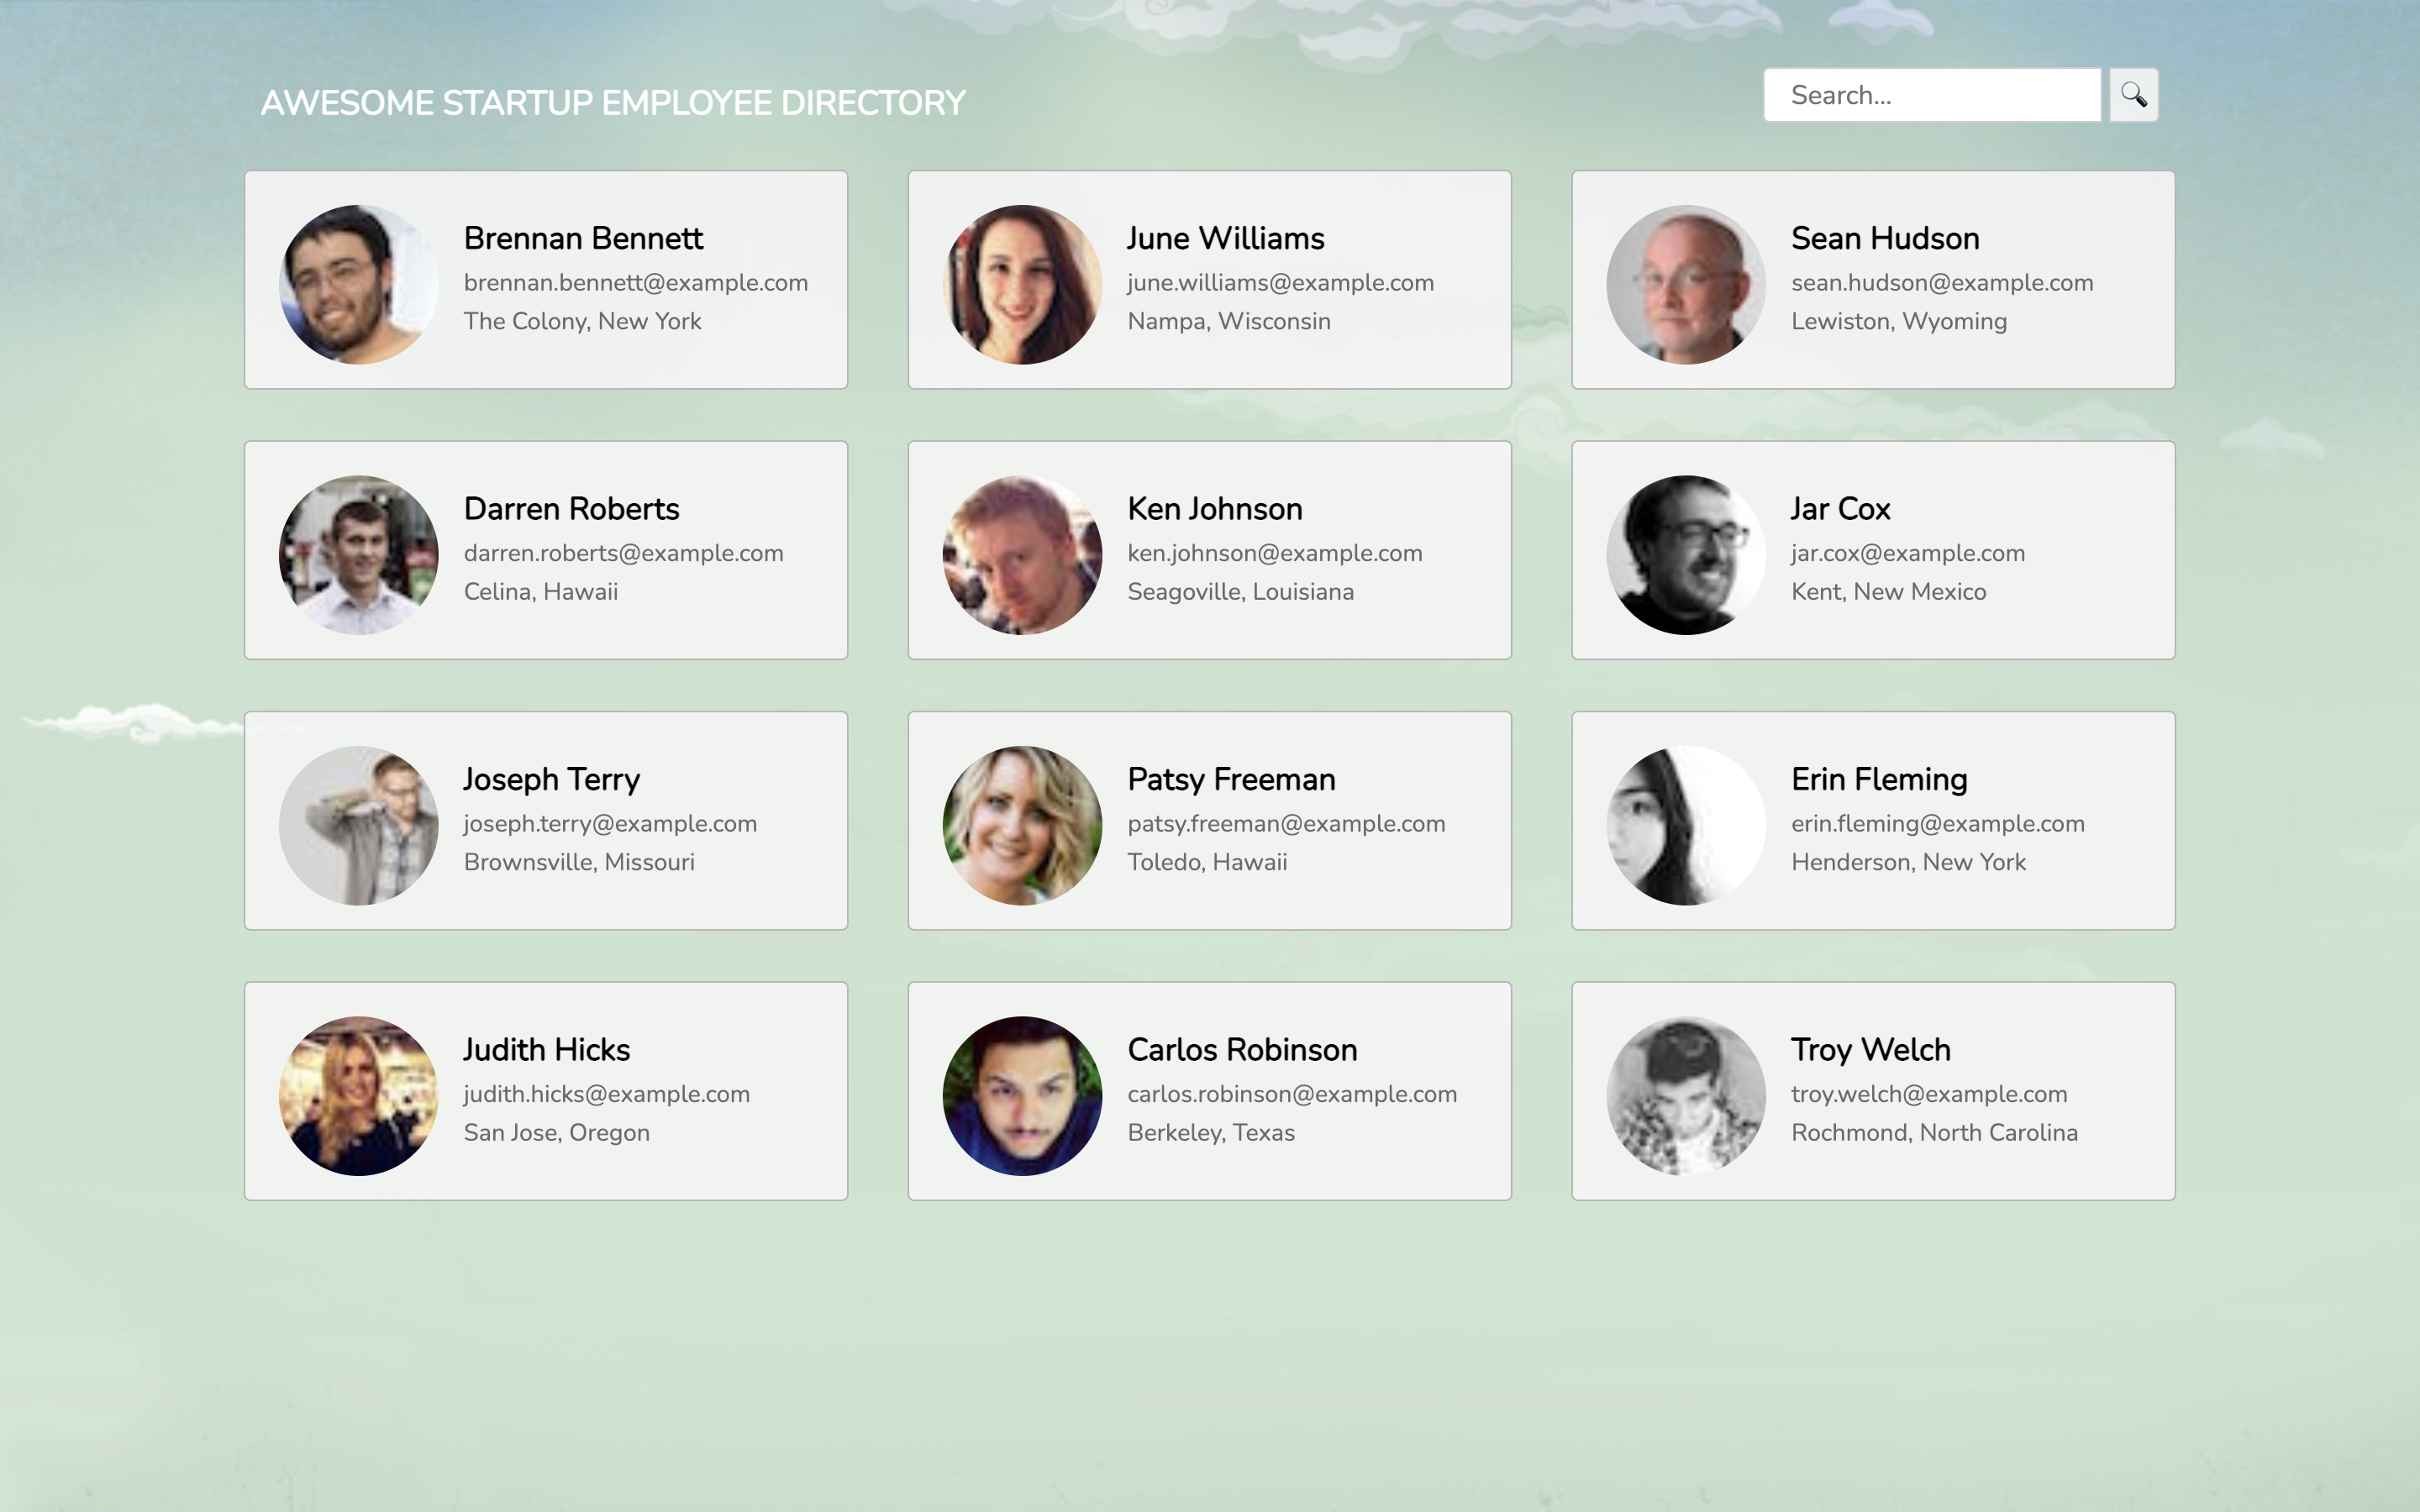 AWESOME STARTUP EMPLOYEE DIRECTORY
Search...
Brennan Bennett
brennan.bennett@example.com
The Colony, New York
June Williams
june.williams@example.com
Nampa, Wisconsin
Sean Hudson
sean.hudson@example.com
Lewiston, Wyoming
Darren Roberts
darren.roberts@example.com
Celina, Hawaii
Ken Johnson
ken.johnson@example.com
Seagoville, Louisiana
Jar Cox
jar.cox@example.com
Kent, New Mexico
Joseph Terry
joseph.terry@example.com
Brownsville, Missouri
Patsy Freeman
patsy.freeman@example.com
Toledo, Hawaii
Erin Fleming
erin.fleming@example.com
Henderson, New York
Judith Hicks
judith.hicks@example.com
San Jose, Oregon
Carlos Robinson
carlos.robinson@example.com
Berkeley, Texas
Troy Welch
troy.welch@example.com
Rochmond, North Carolina